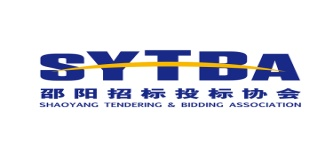 SYTBA
邵阳招标投标协会
SHAOYANG TENDERING & BIDDING ASSOCIATION